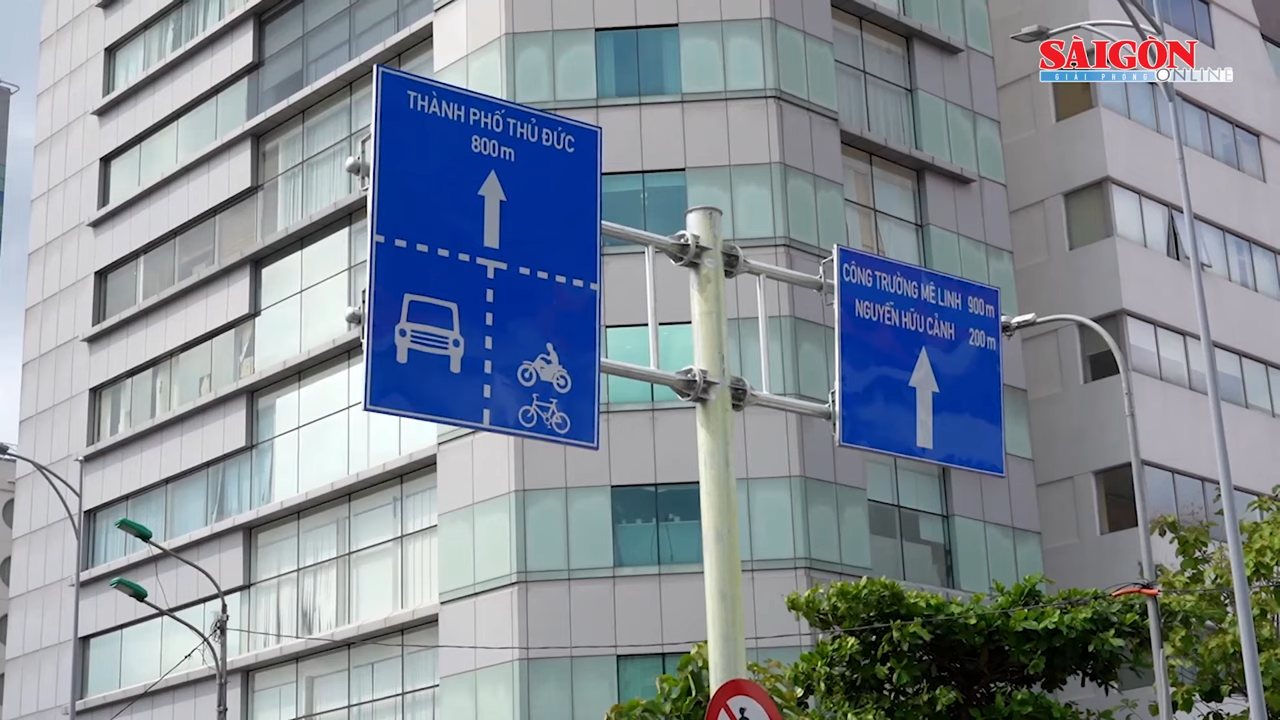 SÀIGÒN
GIẢI PHÓNG ONLINE
THÀNH PHỐ THỦ ĐỨC
800 m
CÔNG TRƯỜNG MÊ LINH 900 m
NGUYỄN HỮU CẢNH 200 m